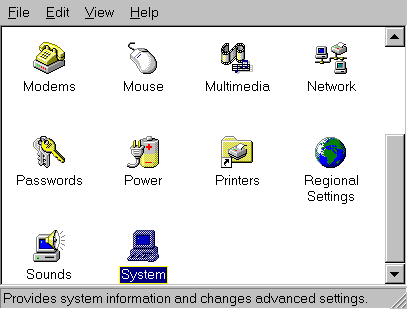 File Edit View Help
Modems Mouse Multimedia Network
Passwords Power Printers Regional
Settings
Sounds System
Provides system information and changes advanced settings.